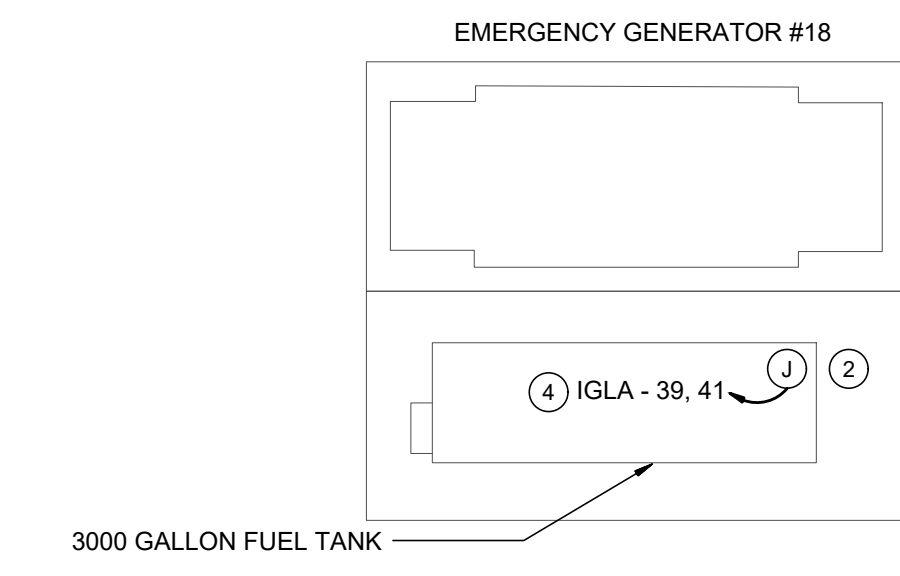 EMERGENCY GENERATOR #18
J 2
4 IGLA - 39, 41
3000 GALLON FUEL TANK